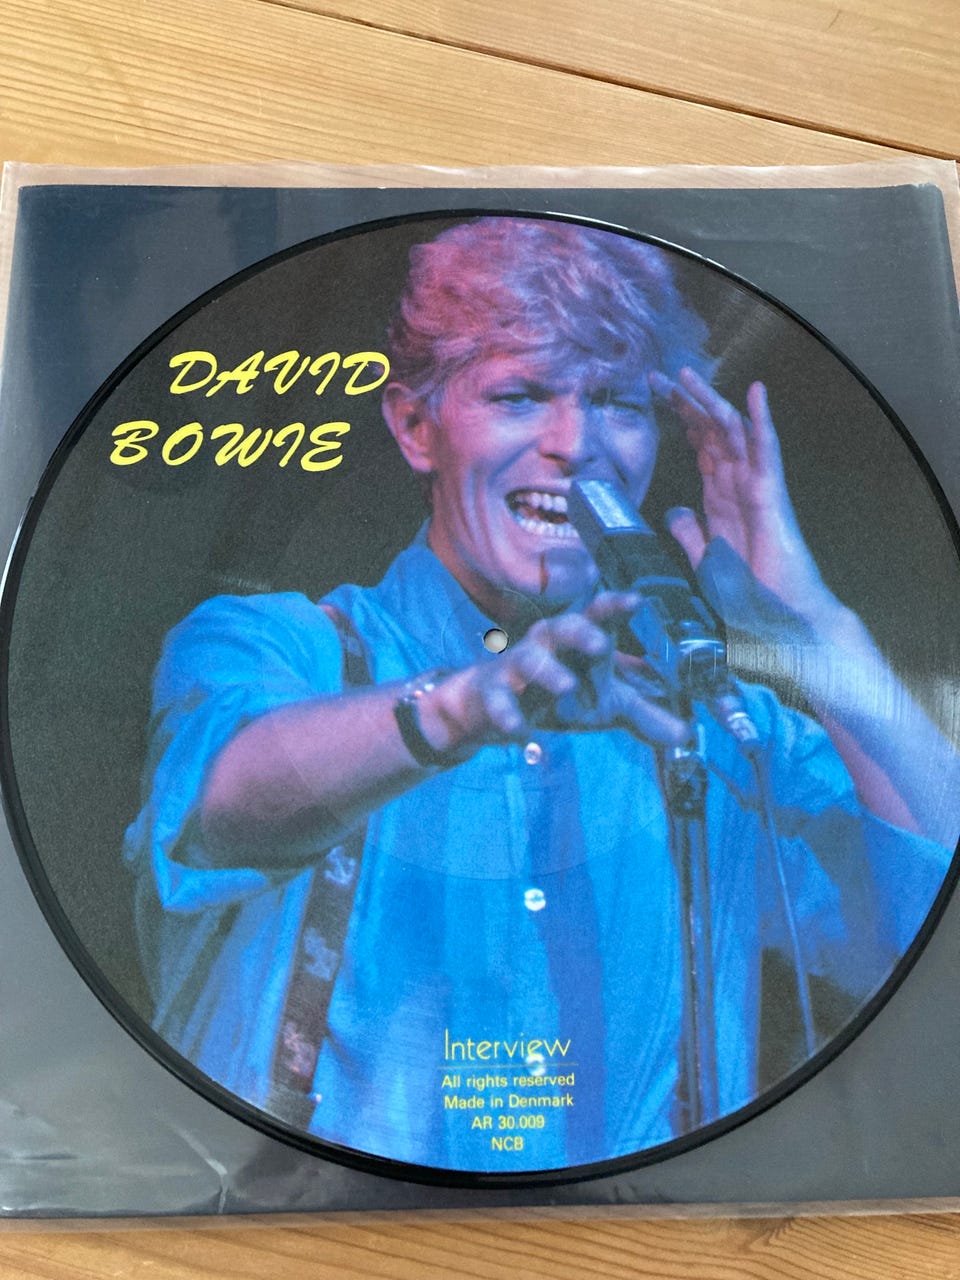 DAVID
BOWIE
Interview
All rights reserved
Made in Denmark
AR 30.009
NCB